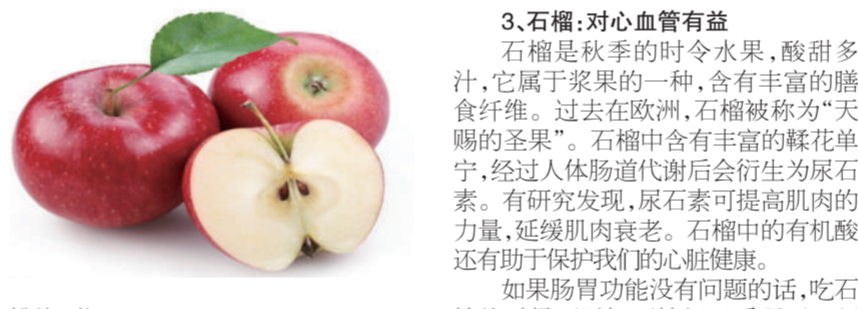 3、石榴：对心血管有益
石榴是秋季的时令水果，酸甜多
汁，它属于浆果的一种，含有丰富的膳
食纤维。过去在欧洲，石榴被称为“天
赐的圣果”。石榴中含有丰富的鞣花单
宁，经过人体肠道代谢后会衍生为尿石
素。有研究发现，尿石素可提高肌肉的
力量，延缓肌肉衰老。石榴中的有机酸
还有助于保护我们的心脏健康。
如果肠胃功能没有问题的话，吃石